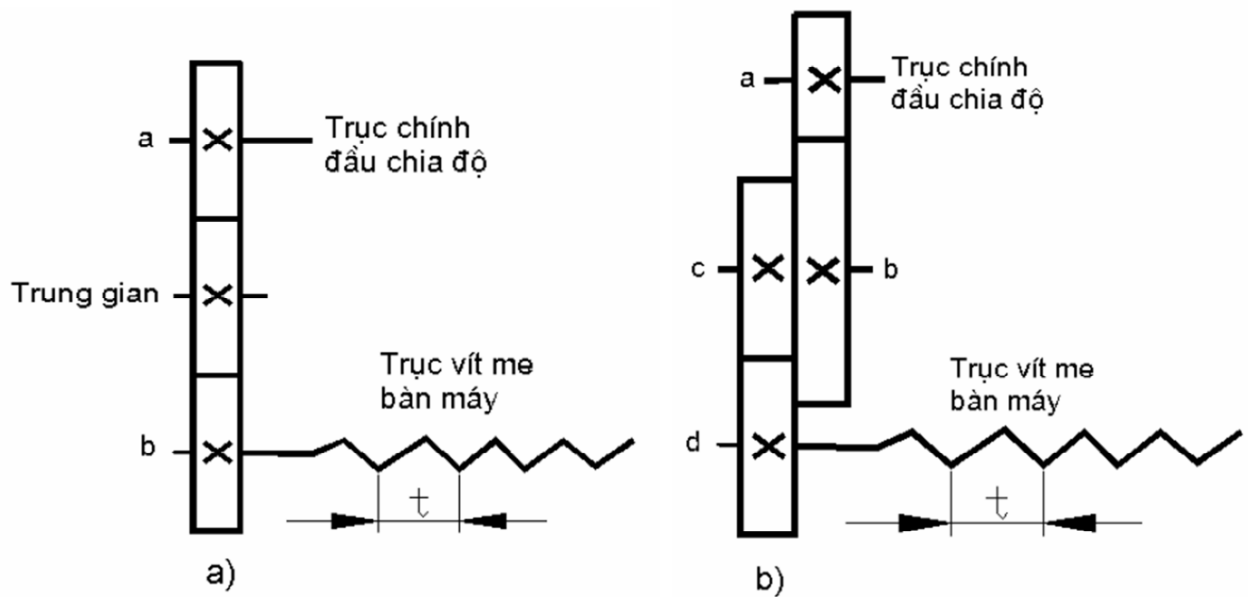 a
Trục chính
đầu chia độ
Trung gian
Trục vít me
bàn máy
b
t
a)
a
Trục chính
đầu chia độ
c
b
Trục vít me
bàn máy
d
t
b)